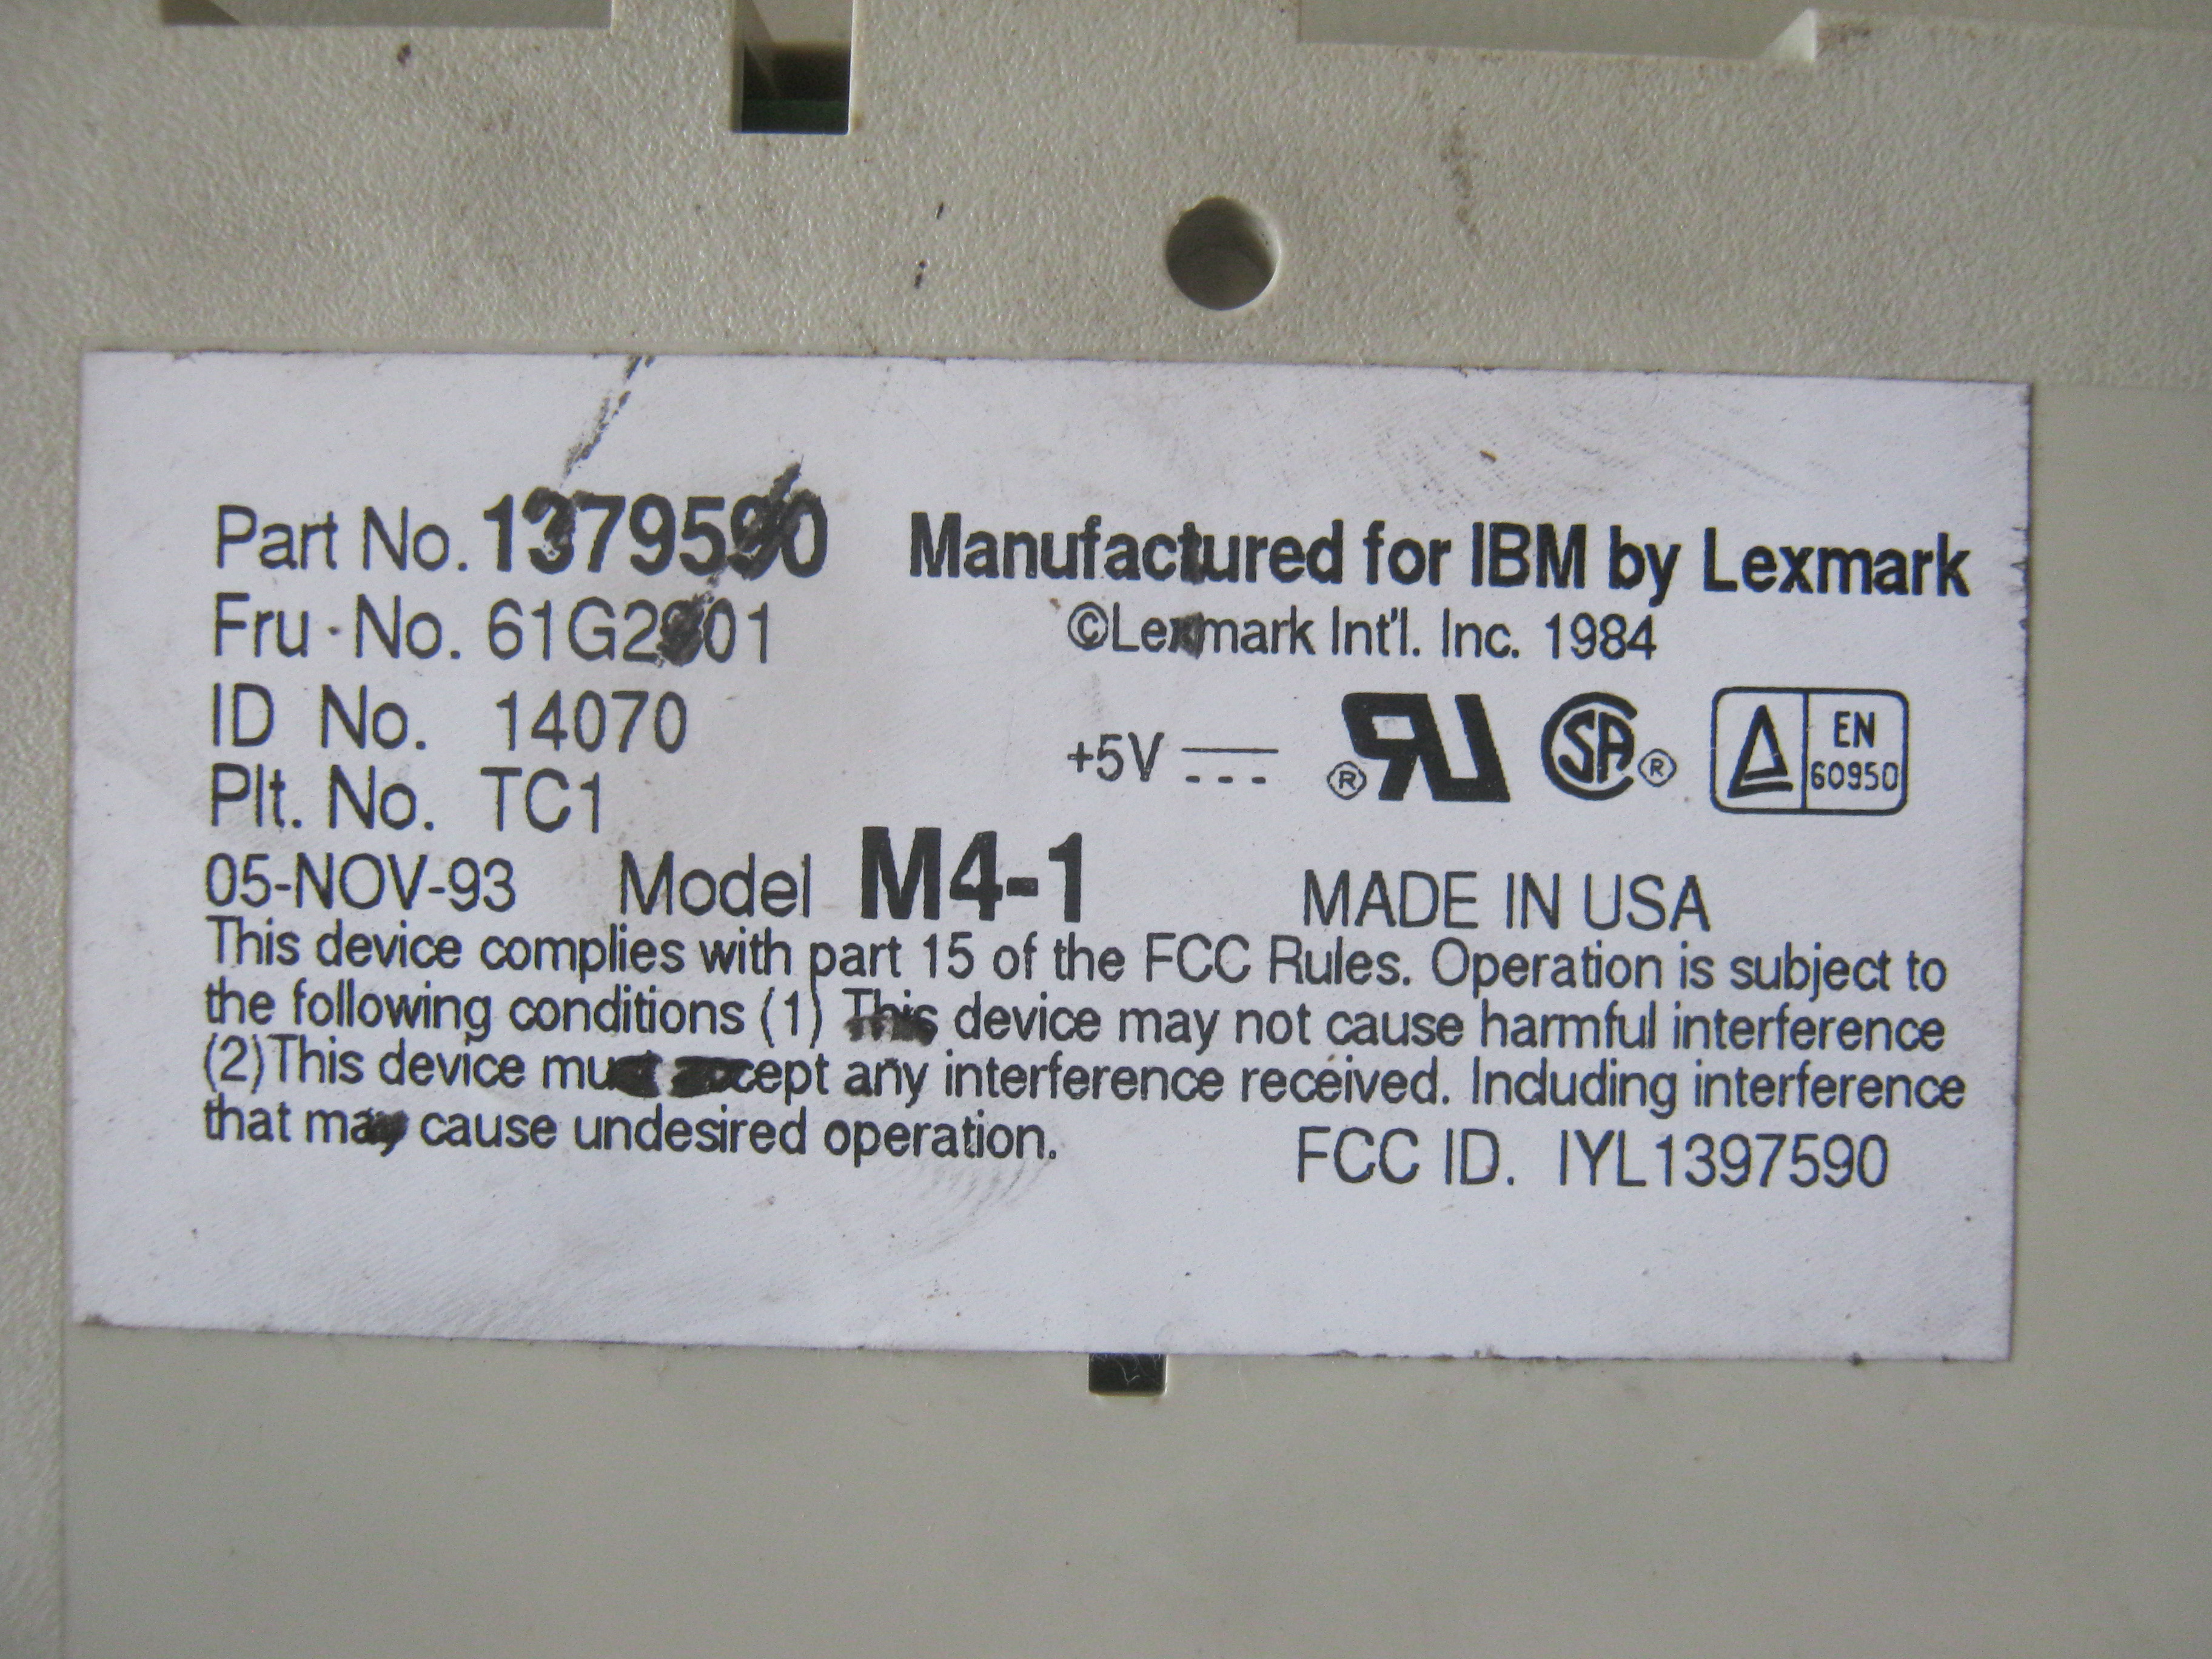 Part No. 1379590 Manufactured for IBM by Lexmark
Fru No. ©Lexmark Int'l. Inc. 1984
ID No. 14070
+5V ® SA ® EN 60950
Plt. No. TC1
05-NOV-93 Model M4-1 MADE IN USA
This device complies with part 15 of the FCC Rules. Operation is subject to
the following conditions (1) This device may not cause harmful interference
(2)This device must accept any interference received. Including interference
that may cause undesired operation.
FCC ID. IYL1397590